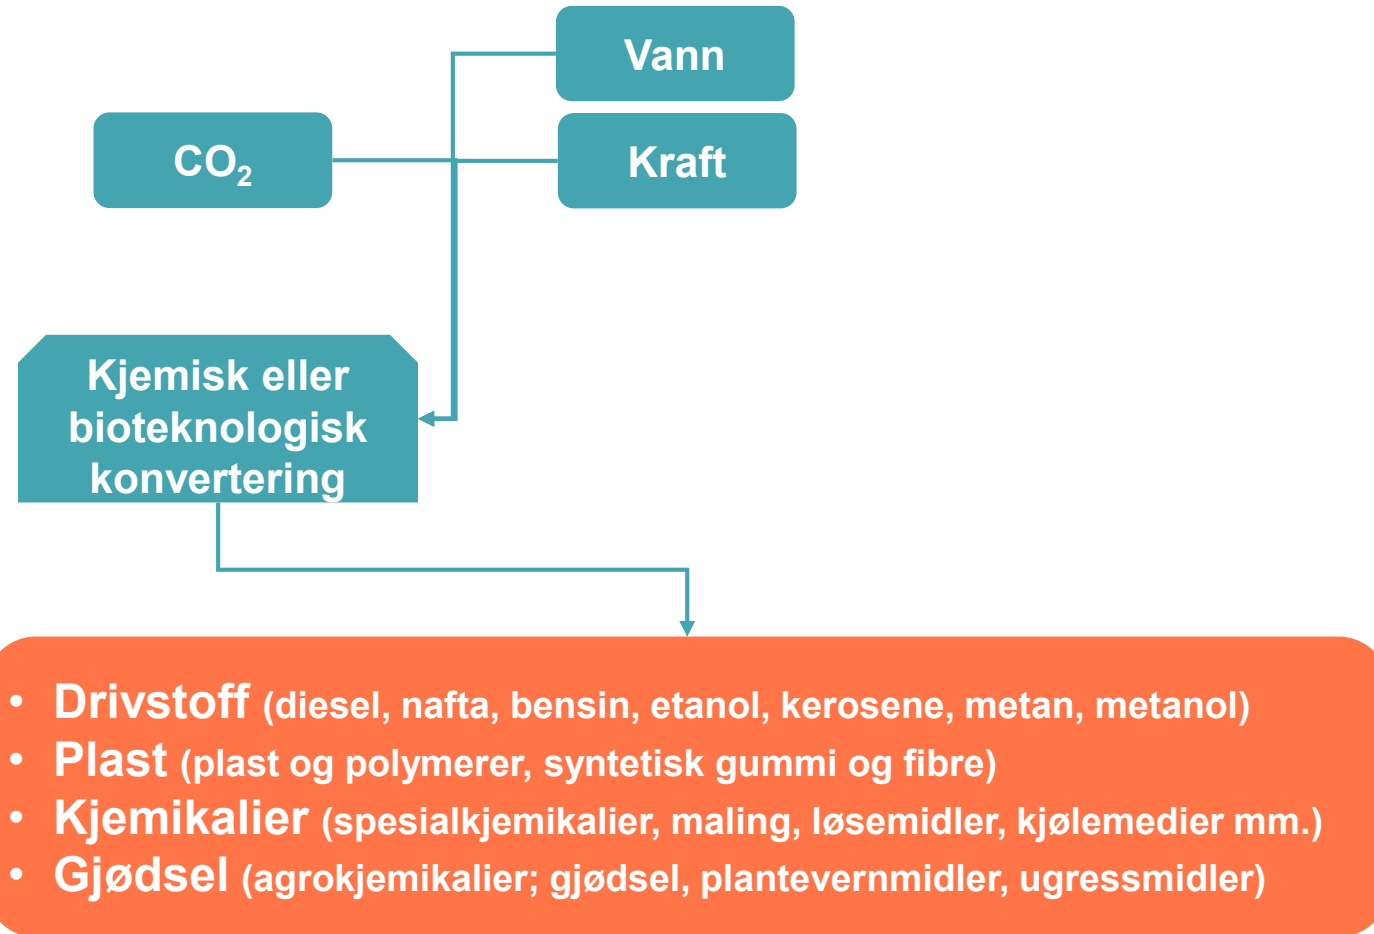 Vann
CO₂
Kraft
Kjemisk eller
bioteknologisk
konvertering
• Drivstoff (diesel, nafta, bensin, etanol, kerosene, metan, metanol)
• Plast (plast og polymerer, syntetisk gummi og fibre)
• Kjemikalier (spesialkjemikalier, maling, løsemidler, kjølemedier mm.)
• Gjødsel (agrokjemikalier; gjødsel, plantevernmidler, ugressmidler)